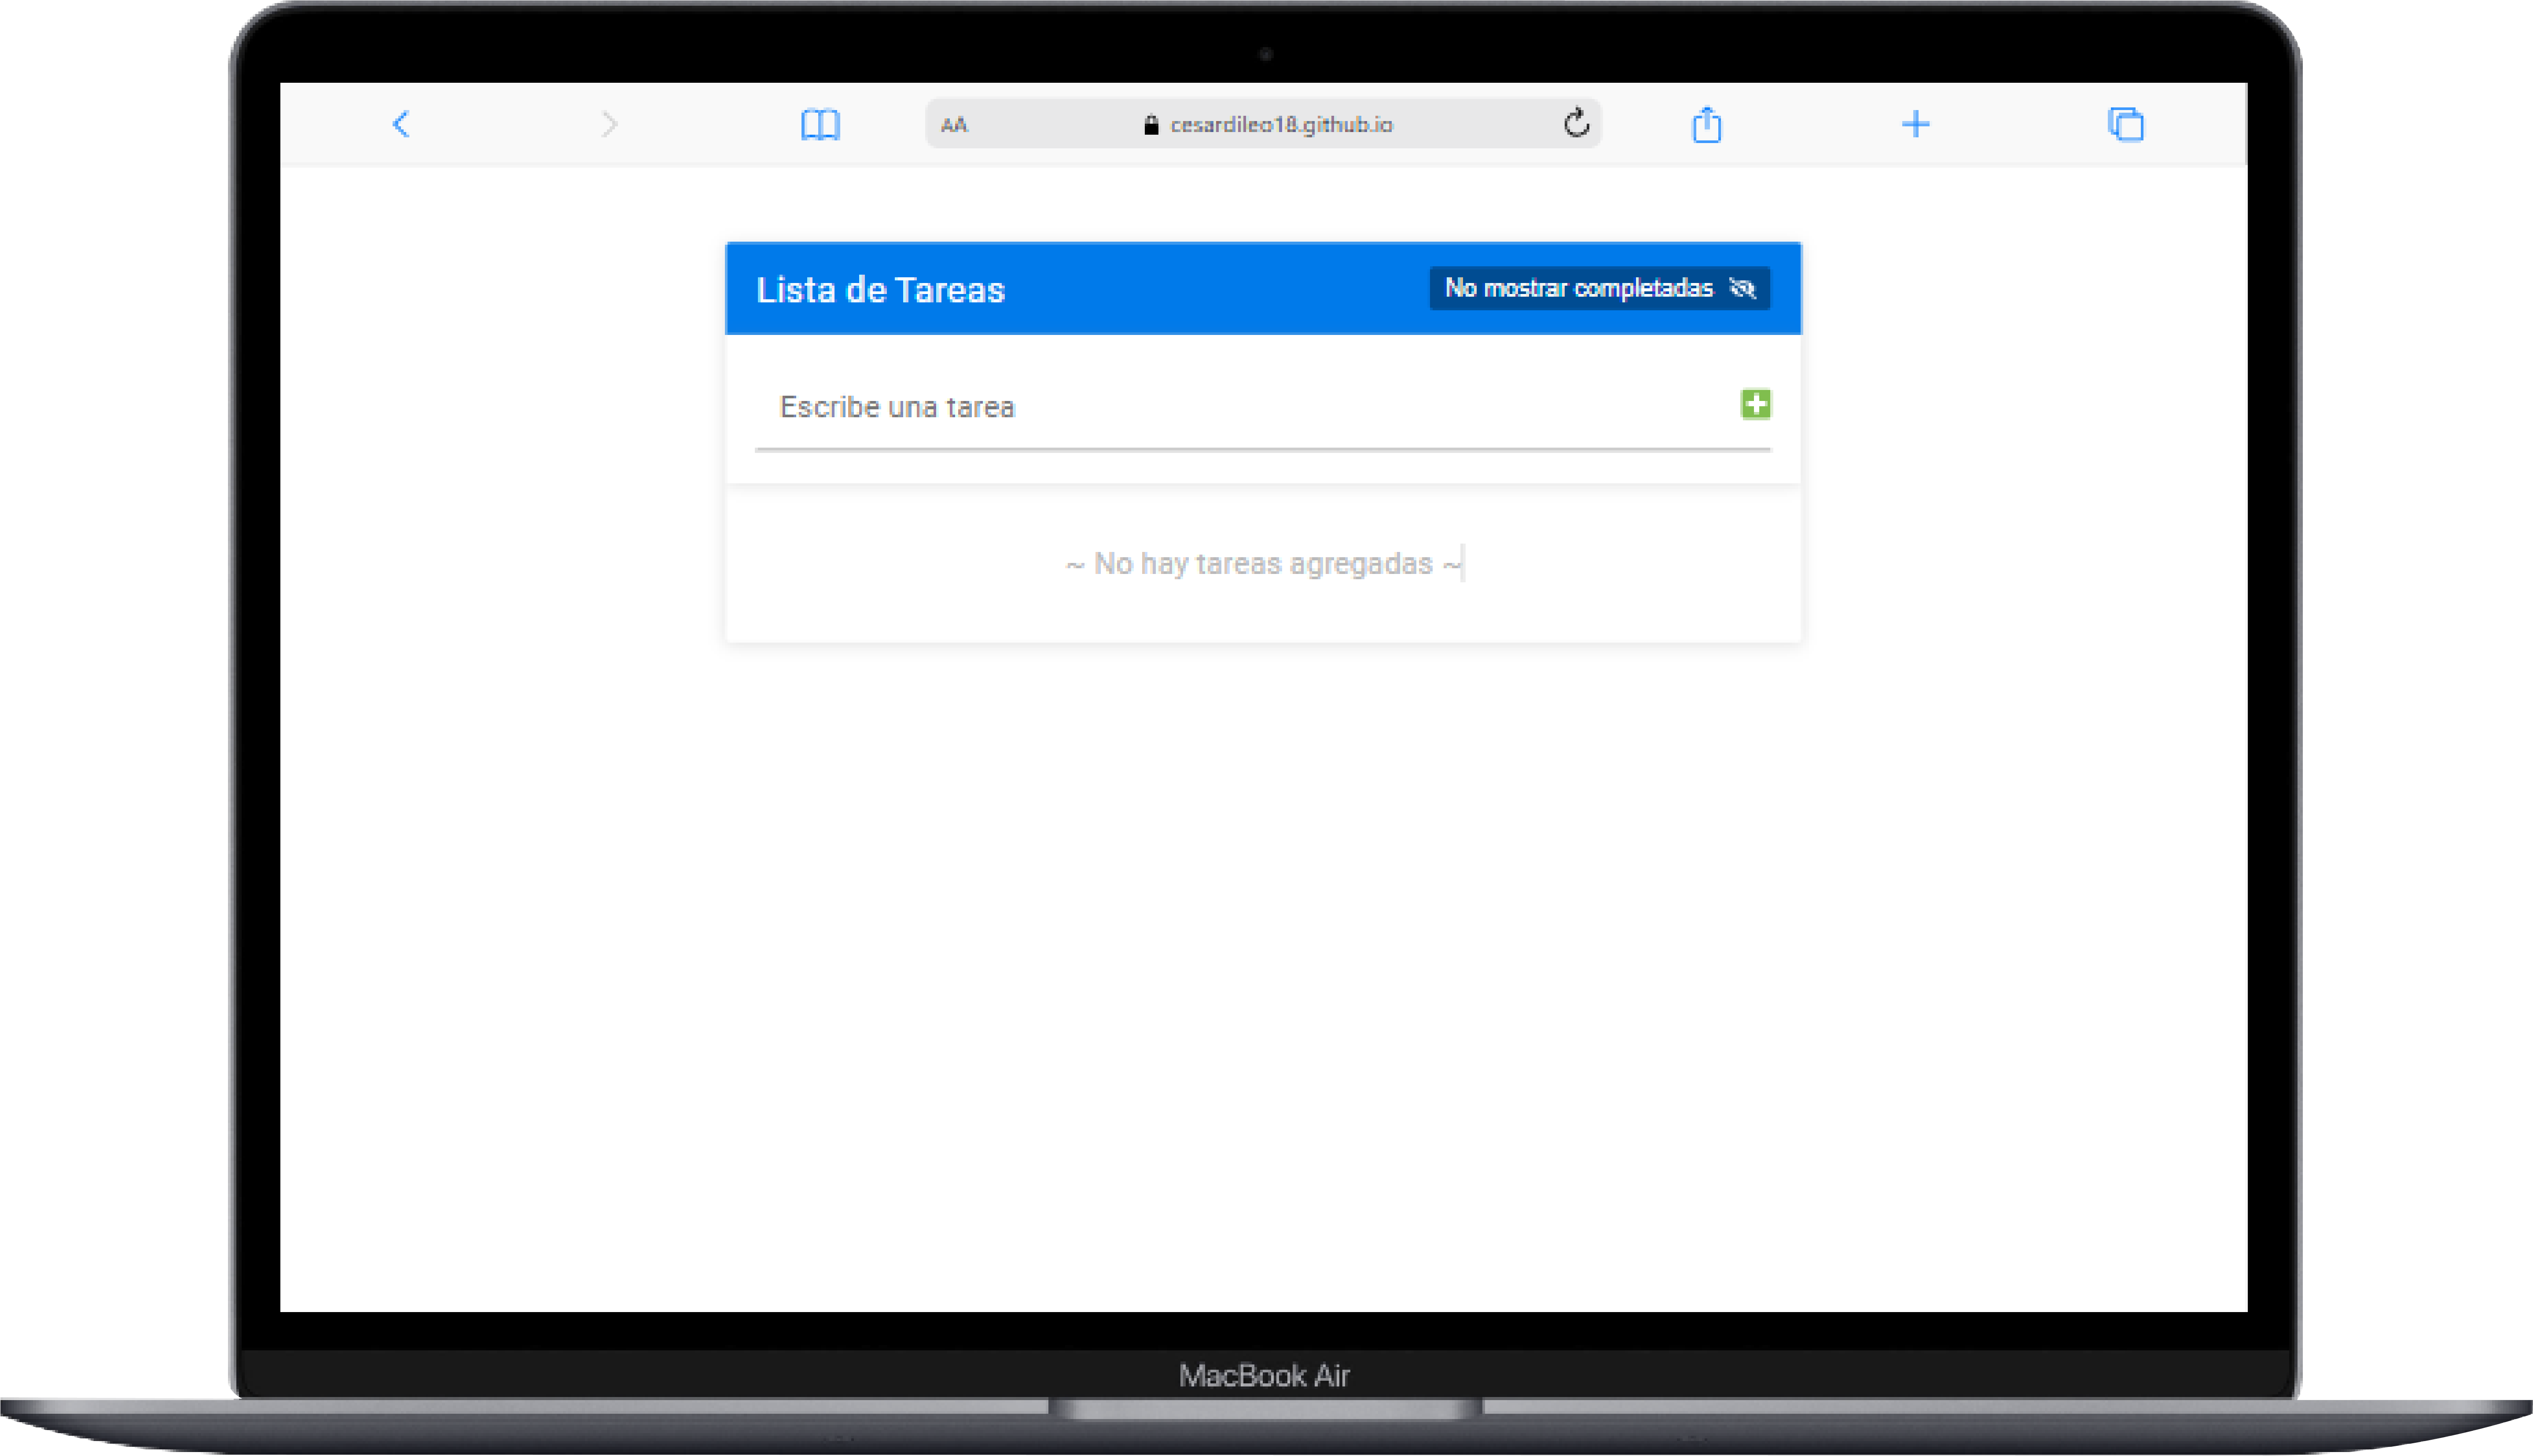 AA cesardileo18.github.io
Lista de Tareas No mostrar completadas
Escribe una tarea
~ No hay tareas agregadas ~
MacBook Air